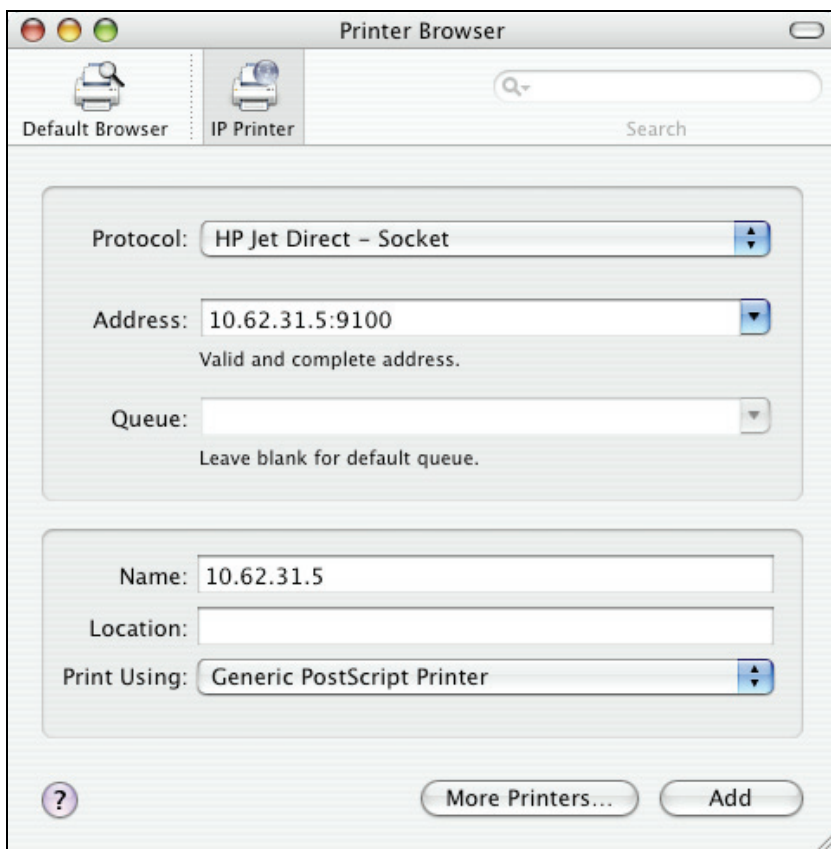 Printer Browser
Default Browser
IP Printer
Search
Protocol: HP Jet Direct – Socket
Address: 10.62.31.5:9100
Valid and complete address.
Queue:
Leave blank for default queue.
Name: 10.62.31.5
Location:
Print Using: Generic PostScript Printer
?
More Printers...
Add